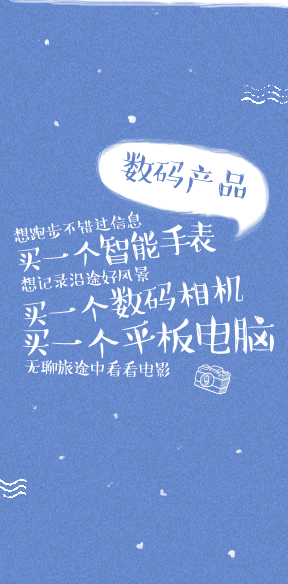 数码产品
想跑步不错过信息
买一个智能手表
想记录沿途好风景
买一个数码相机
买一个平板电脑
无聊旅途中看看电影